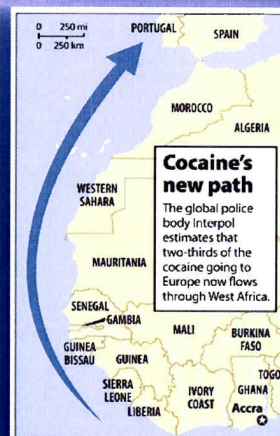 0 250 mi
0 250 km
PORTUGAL
SPAIN
MOROCCO
ALGERIA
Cocaine's
new path
The global police
body Interpol
estimates that
two-thirds of the
cocaine going to
Europe now flows
through West Africa.
WESTERN
SAHARA
MAURITANIA
SENEGAL
GAMBIA
MALI
BURKINA
FASO
GUINEA
BISSAU
GUINEA
TOGO
SIERRA
LEONE
IVORY
COAST
GHANA
LIBERIA
Accra